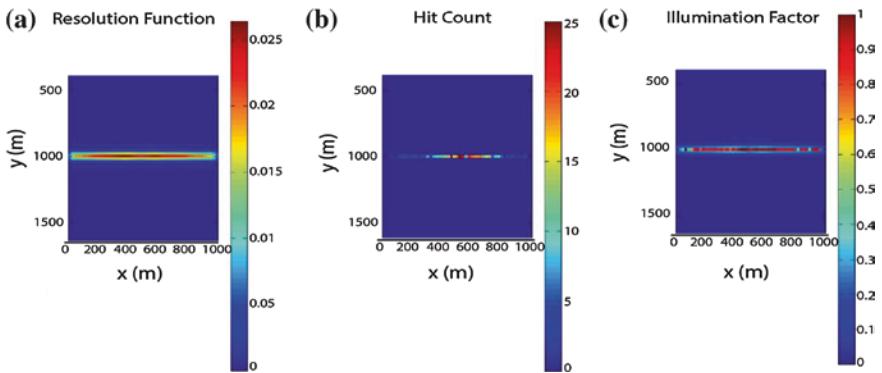 (a) Resolution Function
0.025
0.02
0.015
0.01
0.05
0
500
1000
1500
y (m)
0 200 400 600 800 1000
x (m)
(b) Hit Count
25
20
15
10
5
0
500
1000
1500
y (m)
0 200 400 600 800 1000
x (m)
(c) Illumination Factor
1
0.9
0.8
0.7
0.6
0.5
0.4
0.3
0.2
0.1
0
500
1000
1500
y (m)
0 200 400 600 800 1000
x (m)